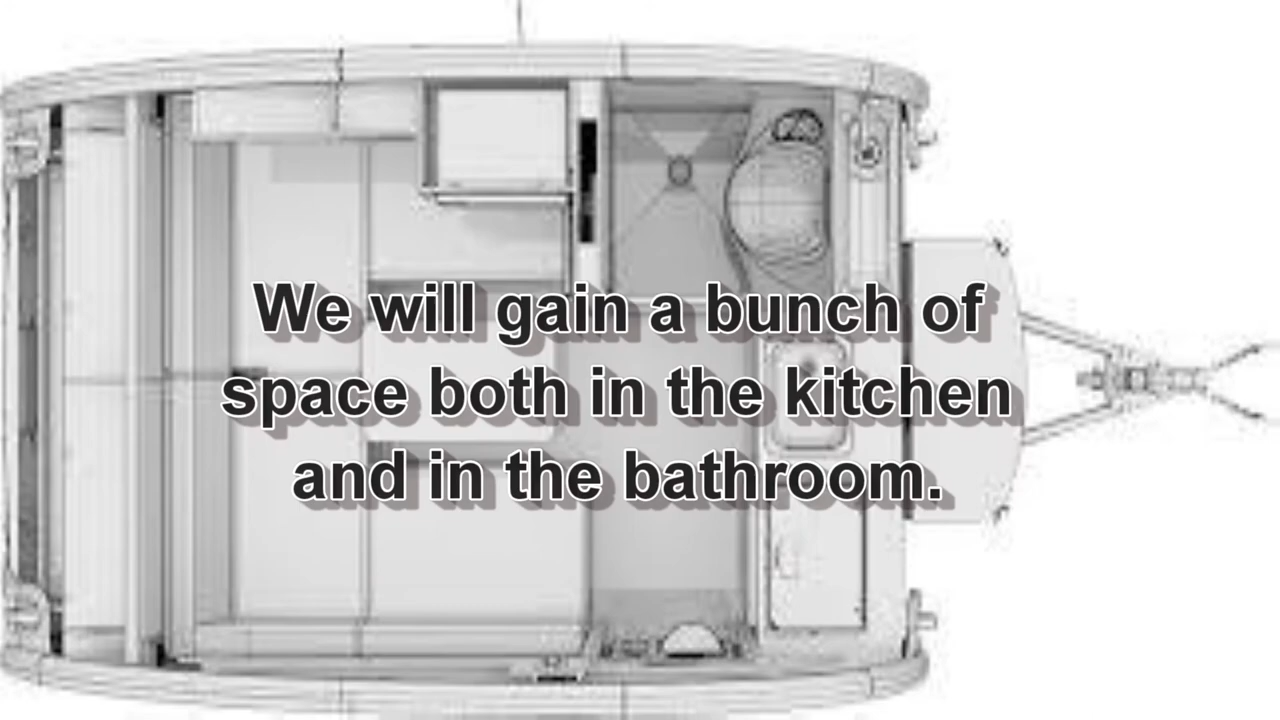 We will gain a bunch of
space both in the kitchen
and in the bathroom.